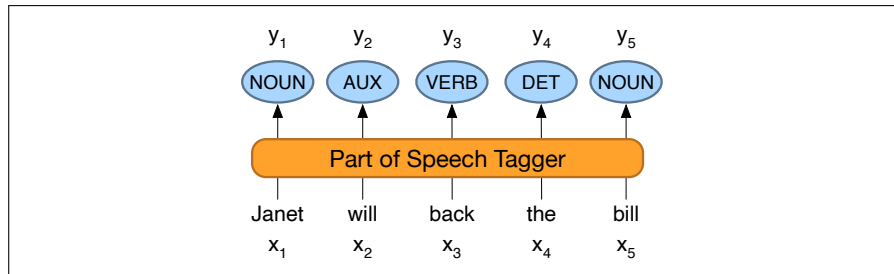 y1 y2 y3 y4 y5
NOUN AUX VERB DET NOUN
Part of Speech Tagger
Janet will back the bill
x1 x2 x3 x4 x5